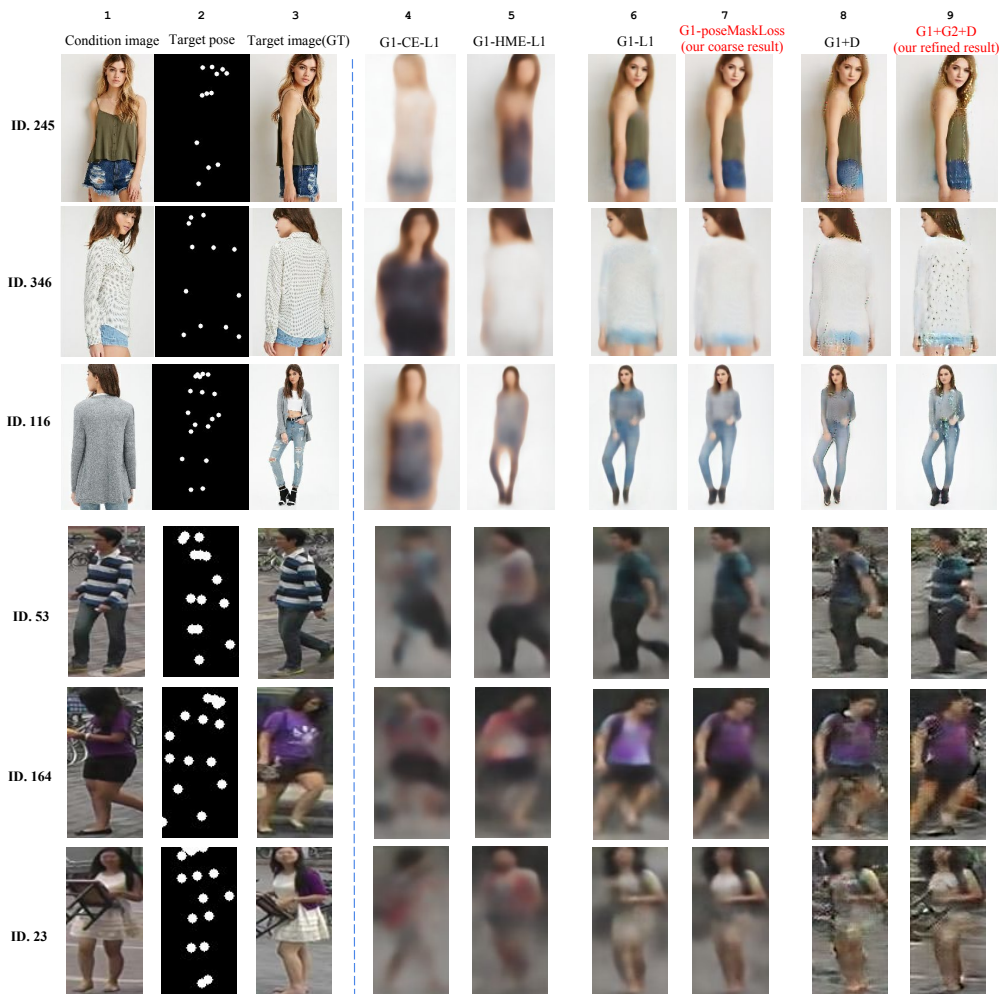 1 2 3 4 5 6 7 8 9
Condition image Target pose Target image(GT) G1-CE-L1 G1-HME-L1 G1-L1 G1-poseMaskLoss G1+D G1+G2+D
(our coarse result) (our refined result)
ID. 245
ID. 346
ID. 116
ID. 53
ID. 164
ID. 23